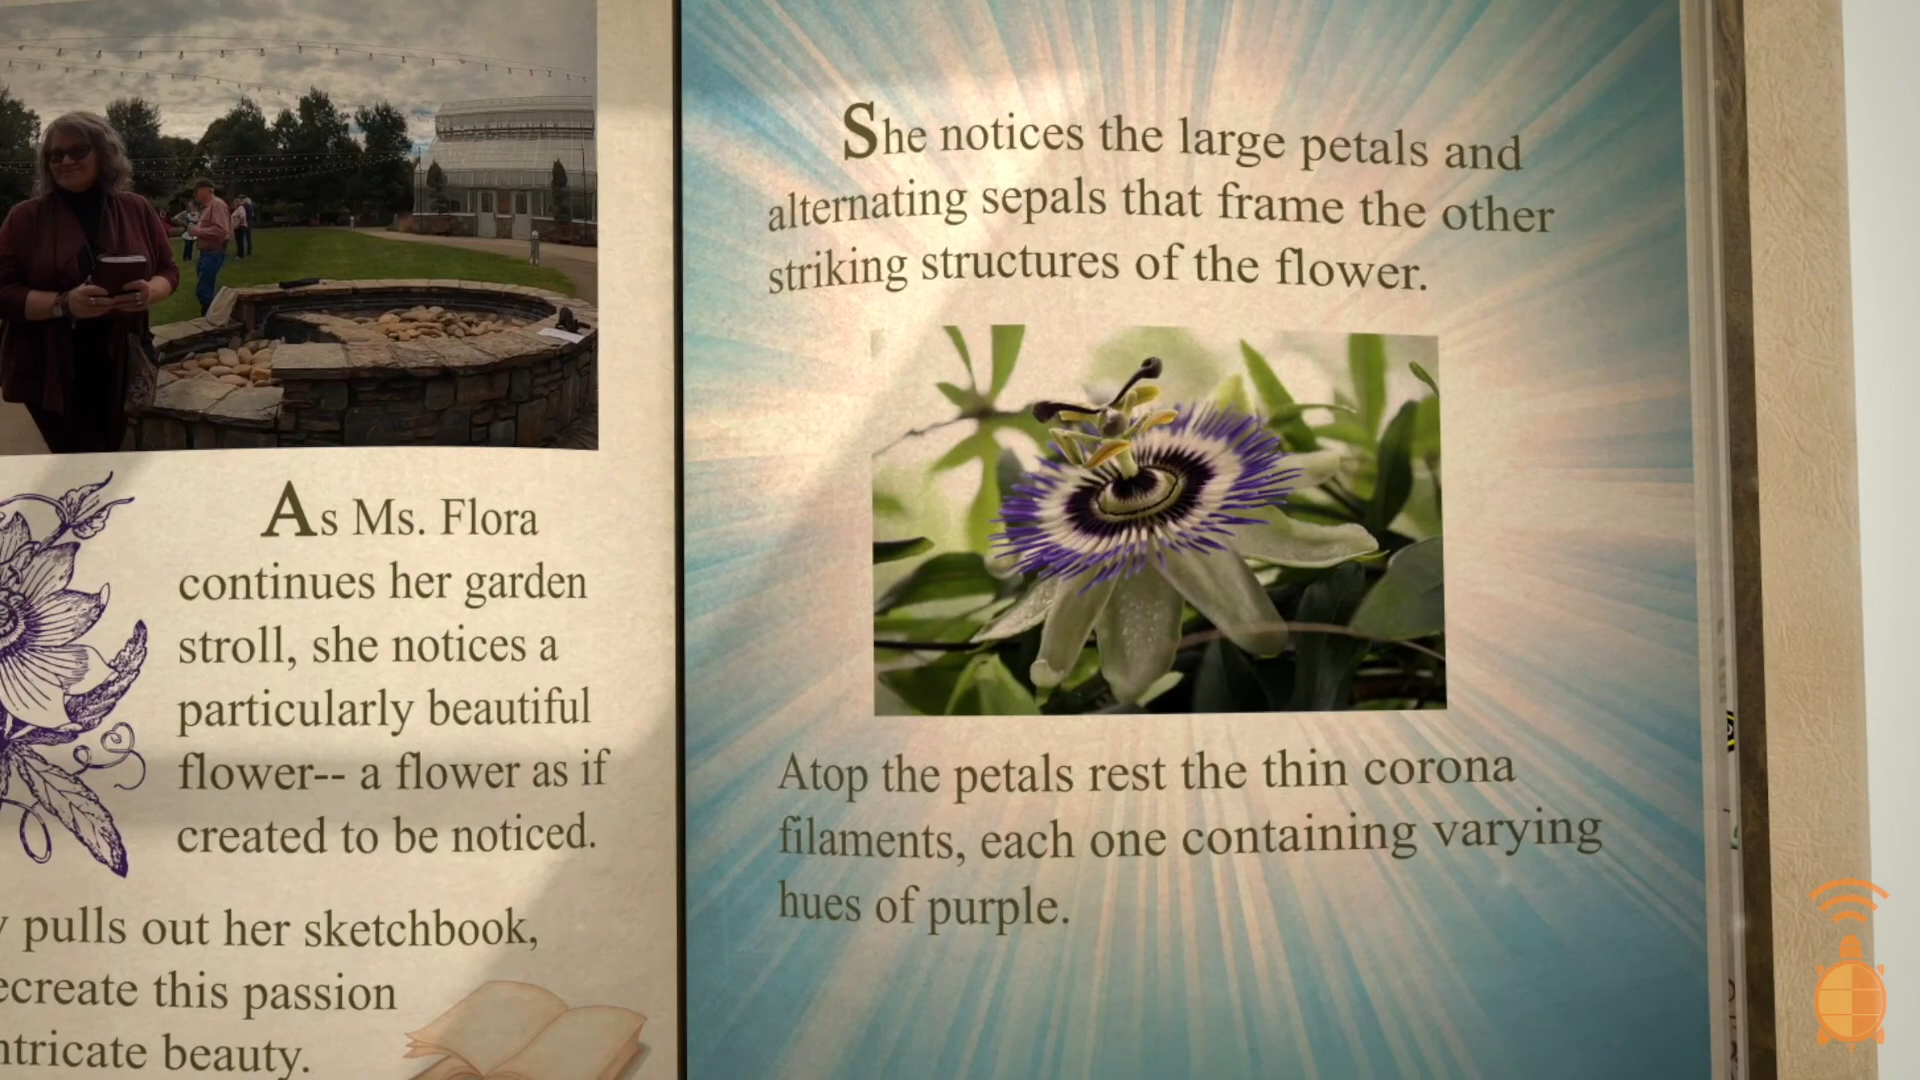 As Ms. Flora
continues her garden
stroll, she notices a
particularly beautiful
flower-- a flower as if
created to be noticed.
pulls out her sketchbook,
this passion
beauty.
She notices the large petals and
alternating sepals that frame the other
striking structures of the flower.
Atop the petals rest the thin corona
filaments, each one containing varying
hues of purple.